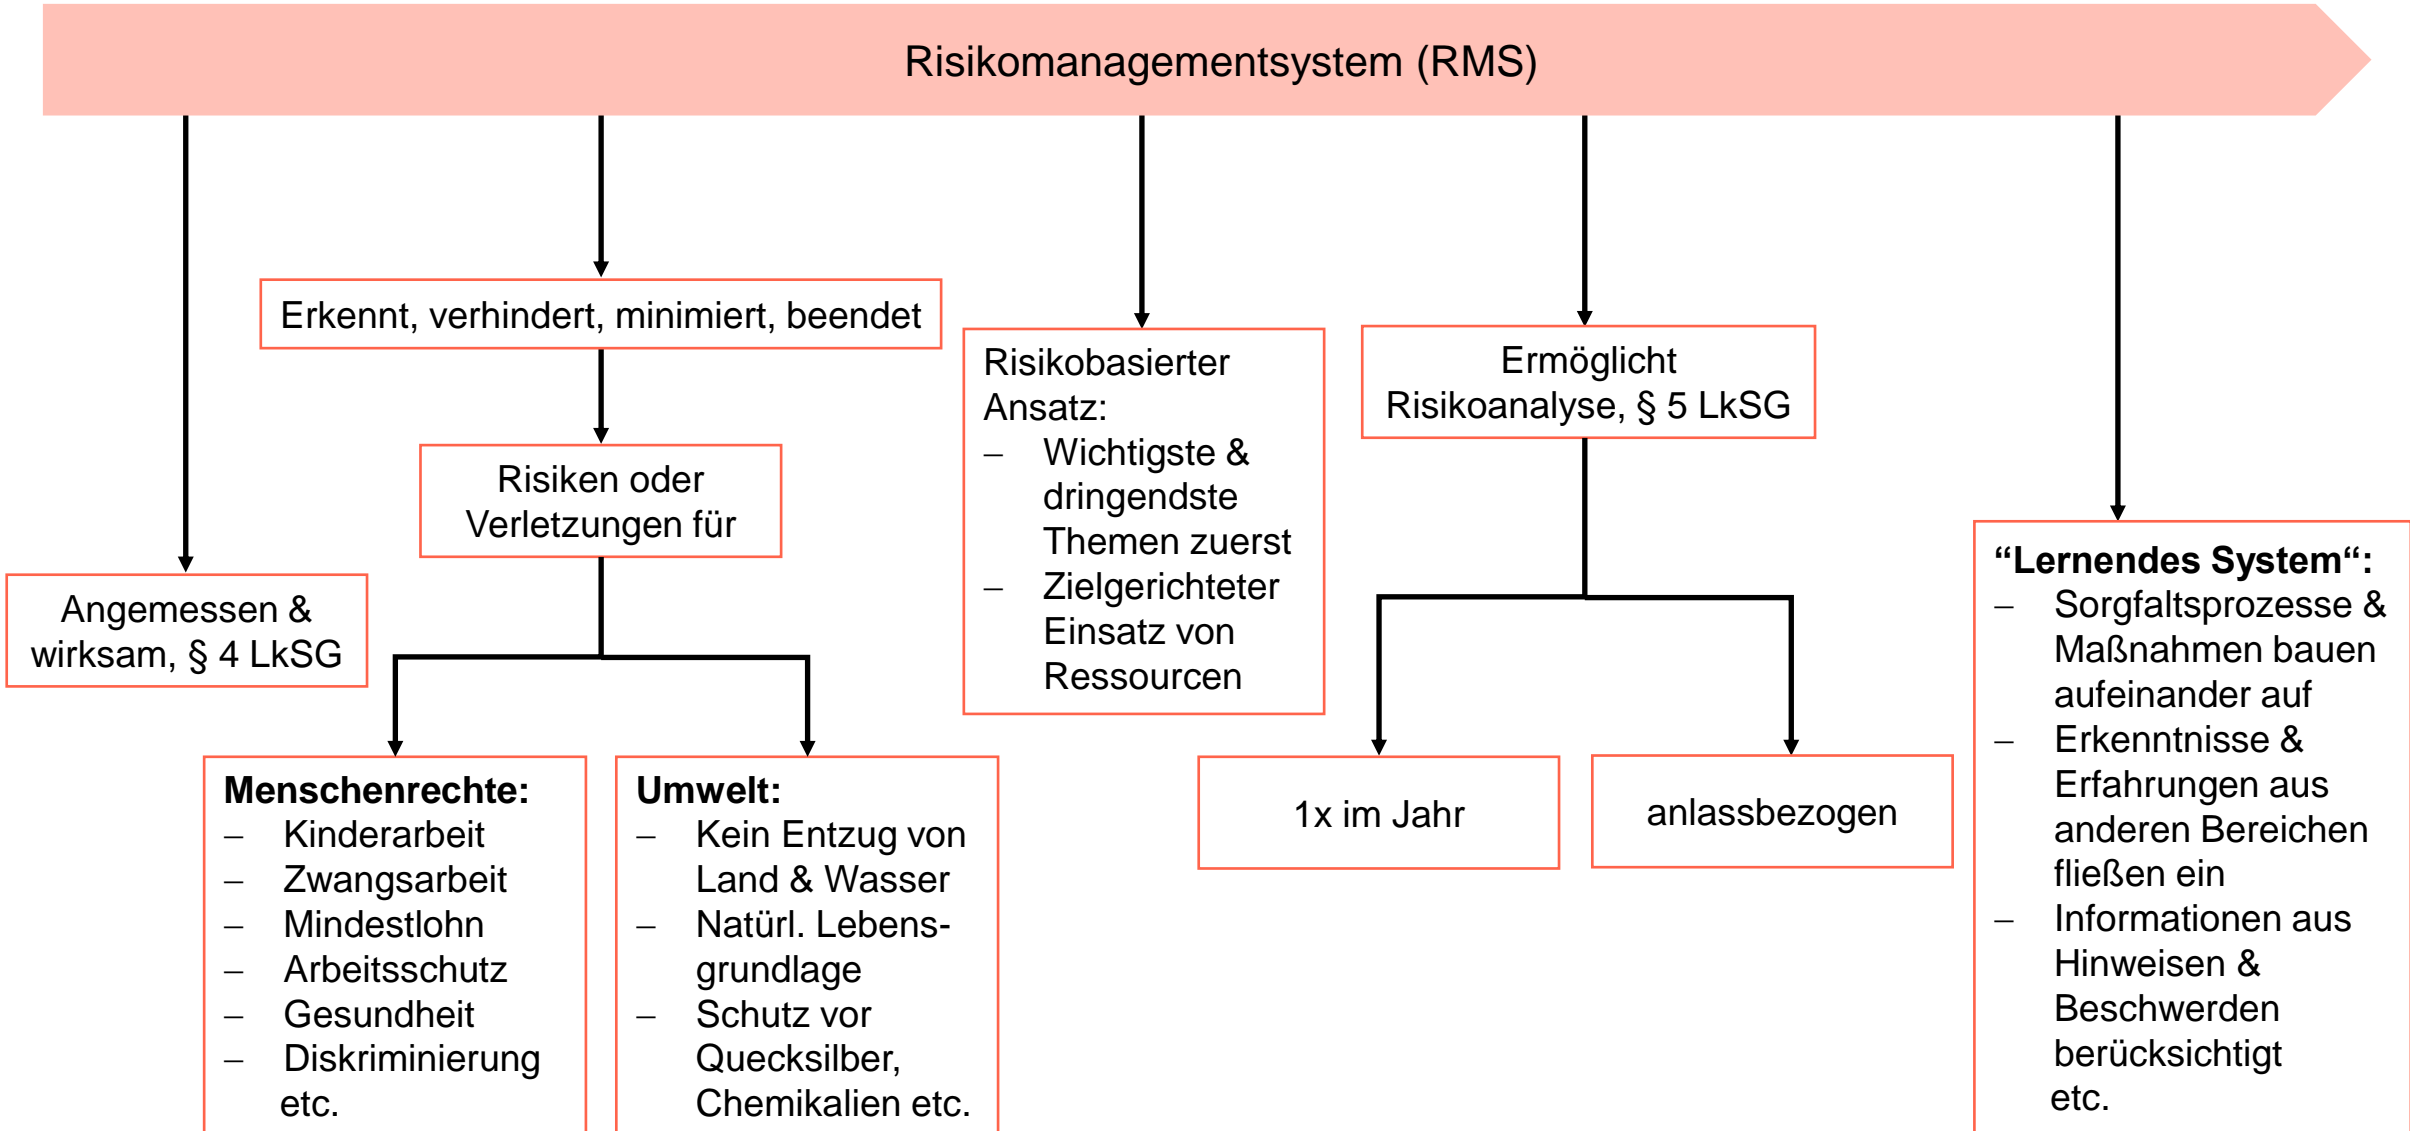 Risikomanagementsystem (RMS)
Angemessen &
wirksam, § 4 LkSG
Erkennt, verhindert, minimiert, beendet
Risiken oder
Verletzungen für
Menschenrechte:
– Kinderarbeit
– Zwangsarbeit
– Mindestlohn
– Arbeitsschutz
– Gesundheit
– Diskriminierung
etc.
Umwelt:
– Kein Entzug von
Land & Wasser
– Natürl. Lebens-
grundlage
– Schutz vor
Quecksilber,
Chemikalien etc.
Risikobasierter
Ansatz:
– Wichtigste &
dringendste
Themen zuerst
– Zielgerichteter
Einsatz von
Ressourcen
Ermöglicht
Risikoanalyse, § 5 LkSG
1x im Jahr
anlassbezogen
“Lernendes System“:
– Sorgfaltsprozesse &
Maßnahmen bauen
aufeinander auf
– Erkenntnisse &
Erfahrungen aus
anderen Bereichen
fließen ein
– Informationen aus
Hinweisen &
Beschwerden
berücksichtigt
etc.